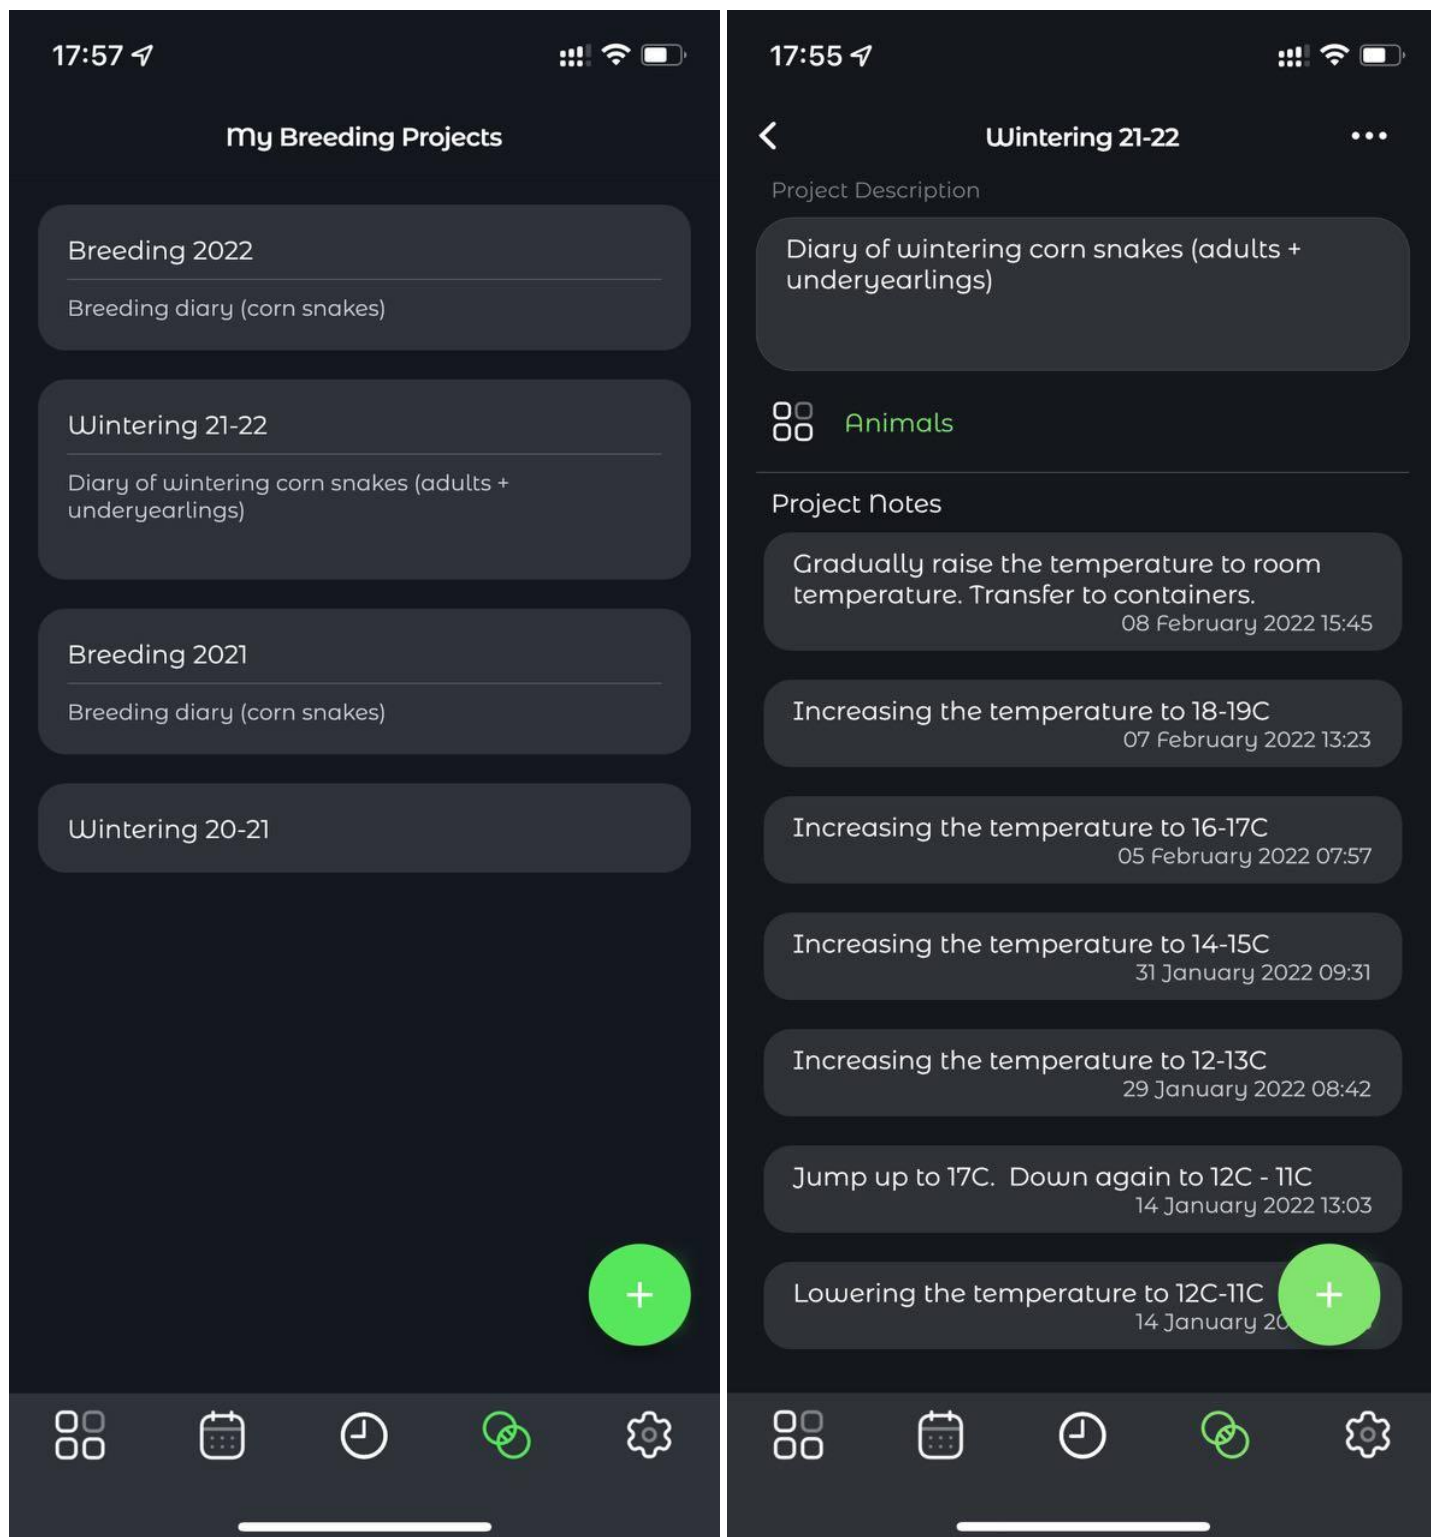 17:57
My Breeding Projects
Breeding 2022
Breeding diary (corn snakes)
Wintering 21-22
Diary of wintering corn snakes (adults +
underyearlings)
Breeding 2021
Breeding diary (corn snakes)
Wintering 20-21
17:55
Wintering 21-22
Project Description
Diary of wintering corn snakes (adults +
underyearlings)
Animals
Project Notes
Gradually raise the temperature to room
temperature. Transfer to containers.
08 February 2022 15:45
Increasing the temperature to 18-19C
07 February 2022 13:23
Increasing the temperature to 16-17C
05 February 2022 07:57
Increasing the temperature to 14-15C
31 January 2022 09:31
Increasing the temperature to 12-13C
29 January 2022 08:42
Jump up to 17C. Down again to 12C - 11C
14 January 2022 13:03
Lowering the temperature to 12C-11C
14 January